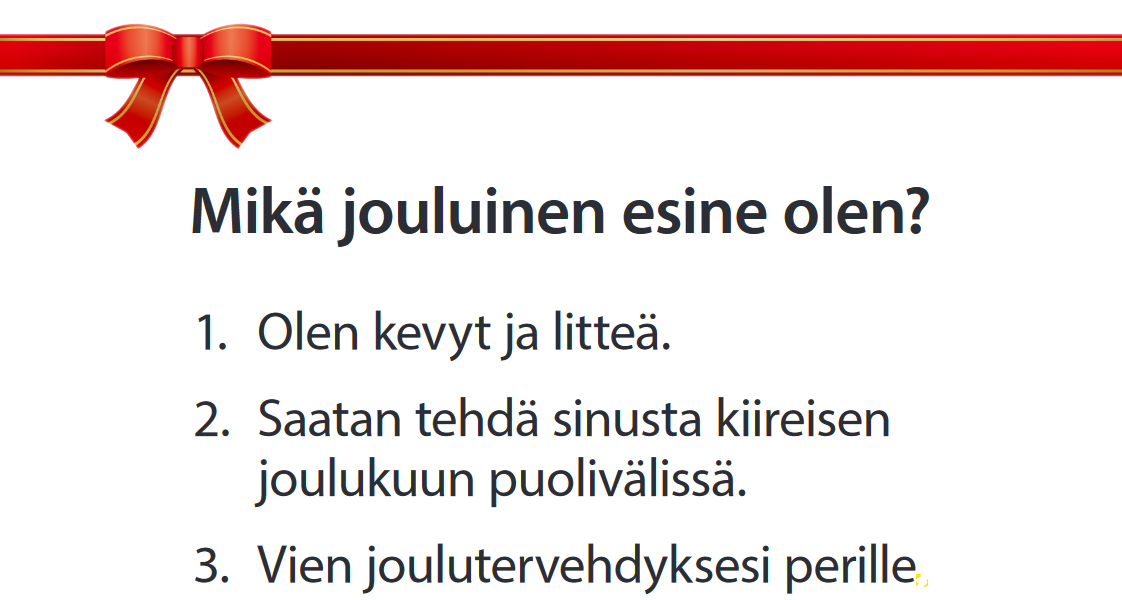 Mikä jouluinen esine olen?
1. Olen kevyt ja litteä.
2. Saatan tehdä sinusta kiireisen
joulukuun puolivälissä.
3. Vien joulutervehdyksesi perille